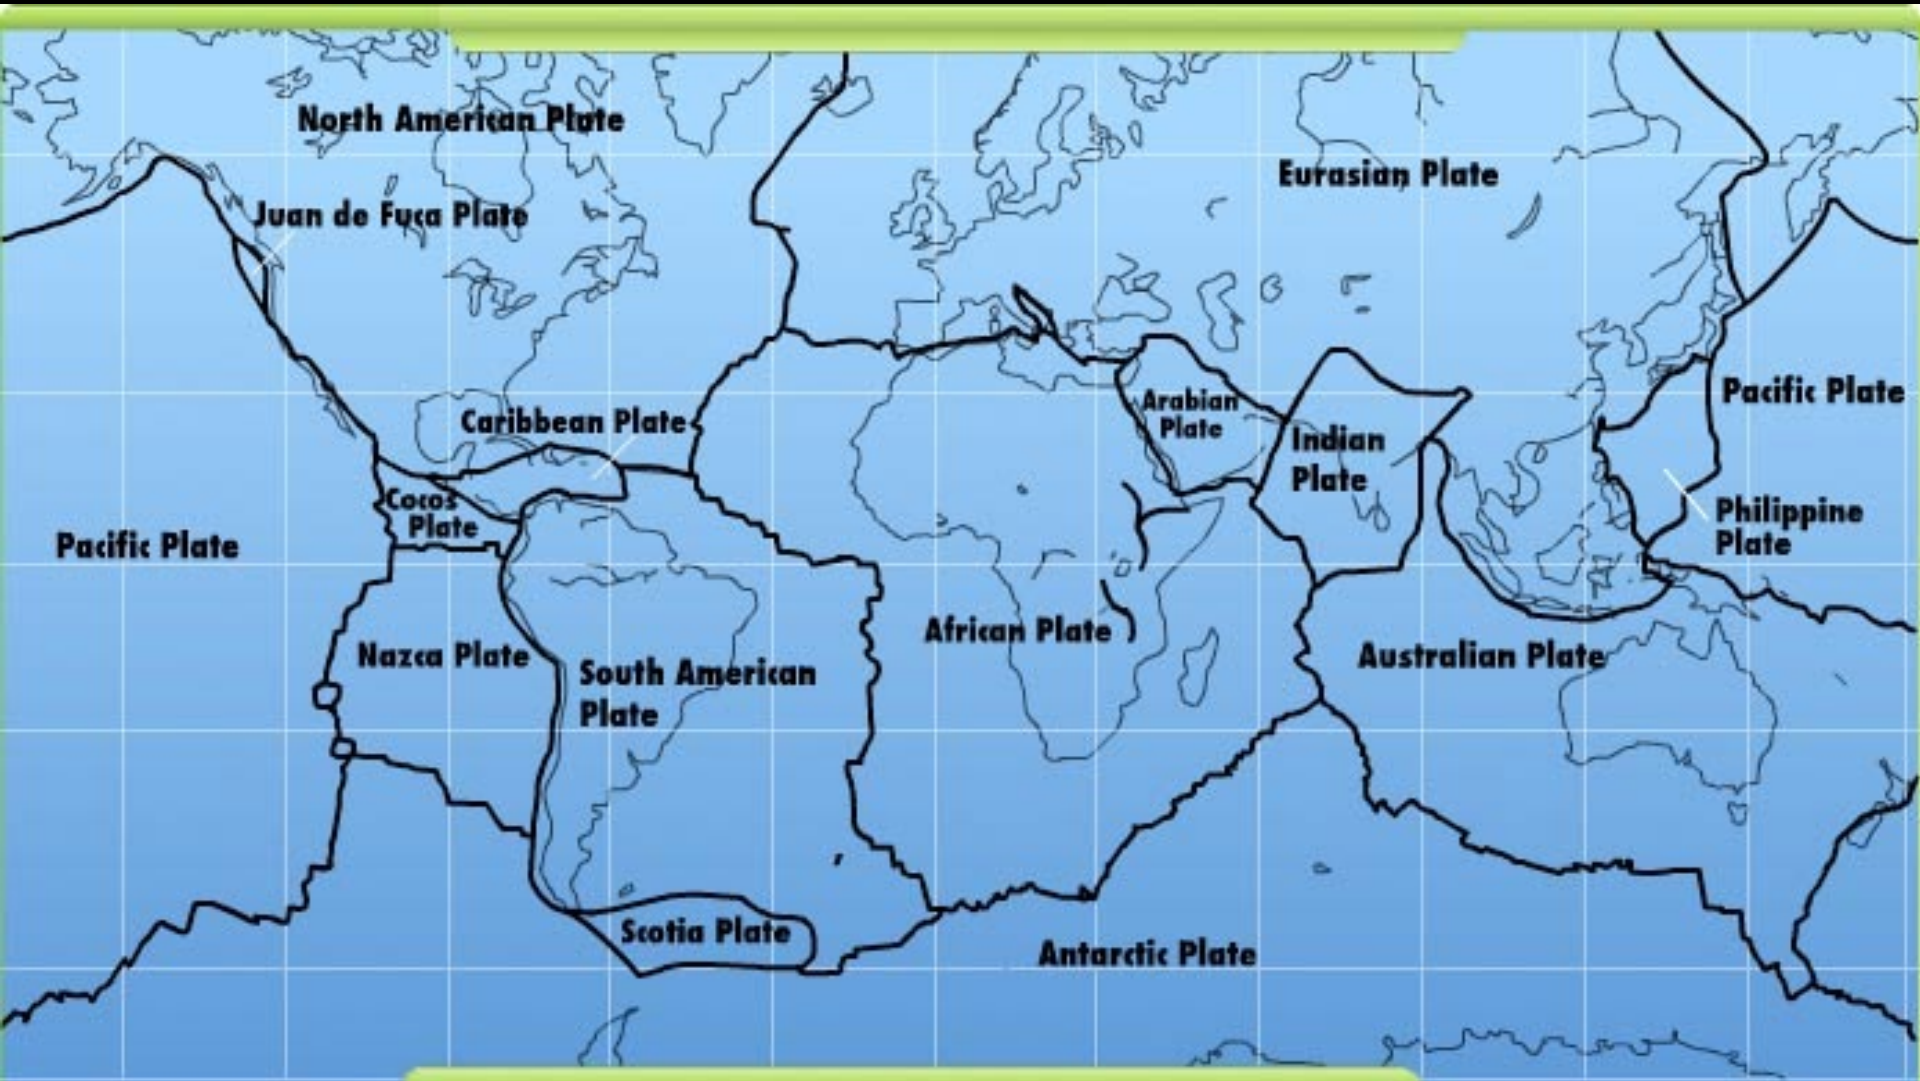 North American Plate
Eurasian Plate
Juan de Fuca Plate
Pacific Plate
Arabian
Plate
Caribbean Plate
Indian
Plate
Cocos
Plate
Philippine
Plate
Pacific Plate
African Plate
Nazca Plate
Australian Plate
South American
Plate
Scotia Plate
Antarctic Plate